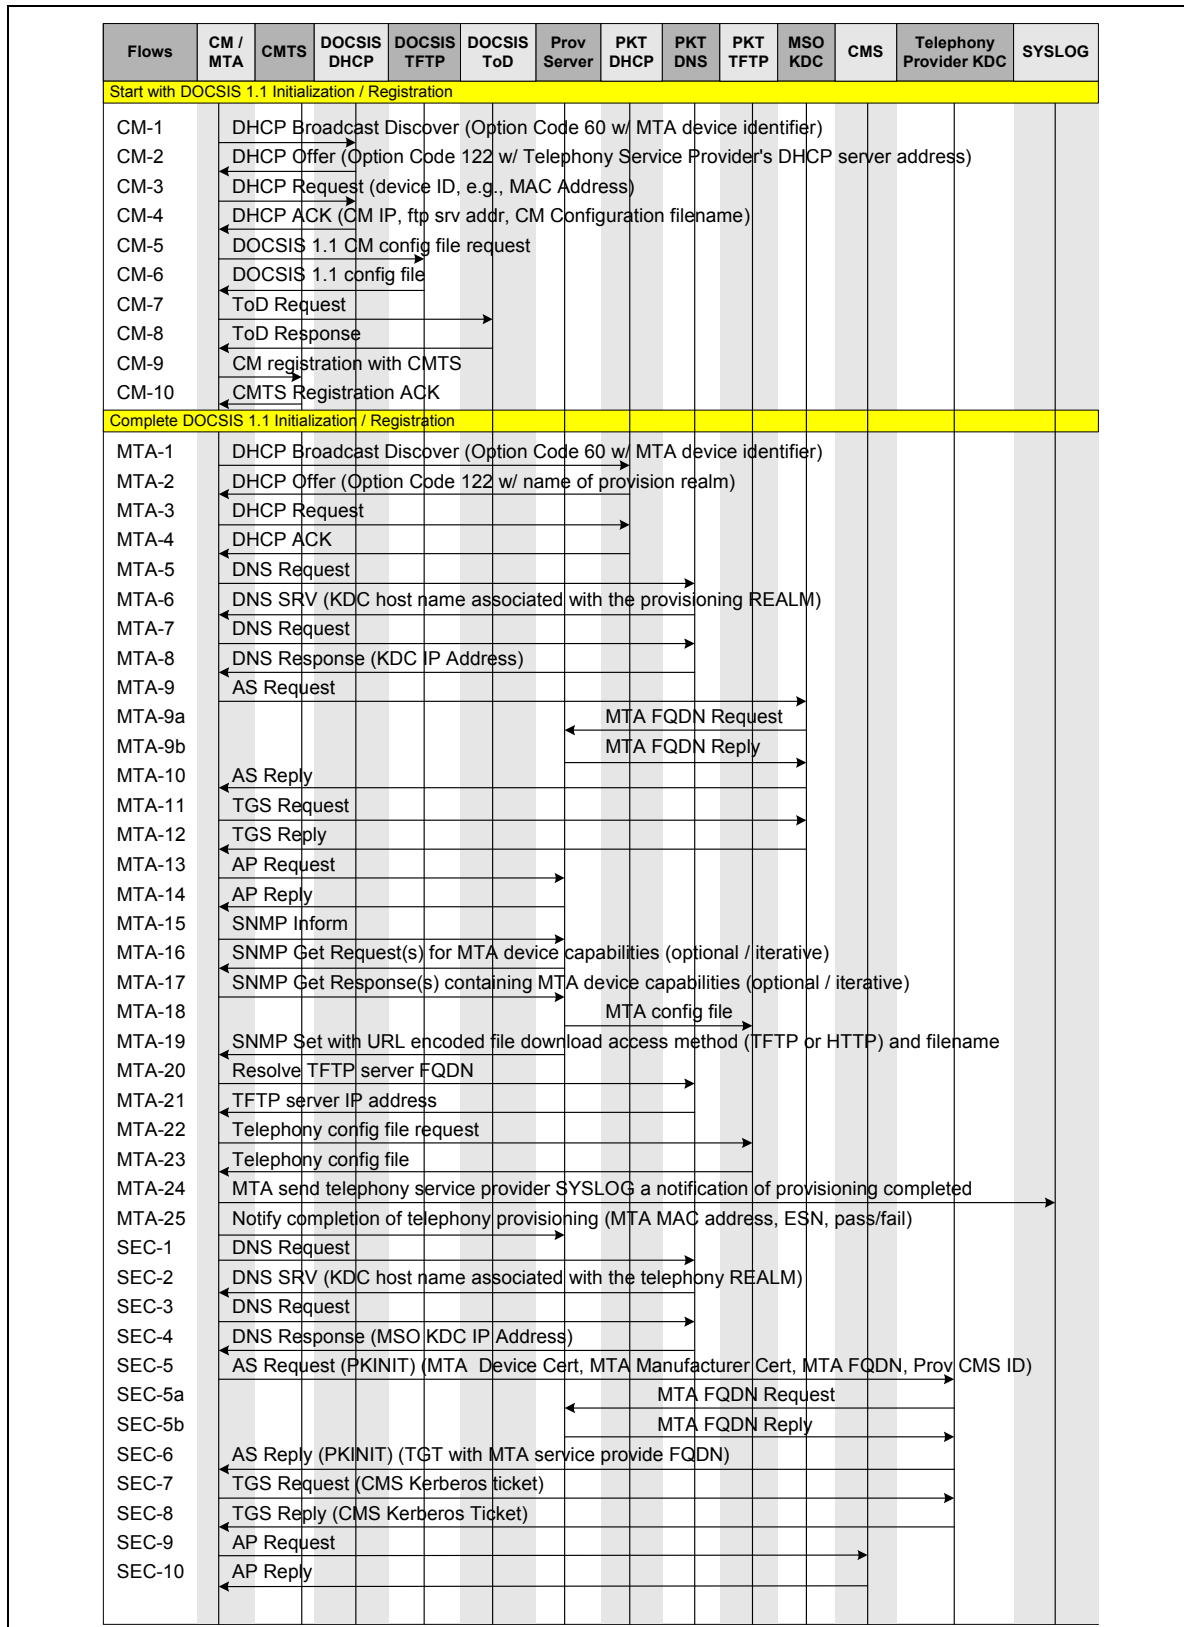 Flows CM / MTA CMTS DOCSIS DHCP DOCSIS TFTP DOCSIS ToD Prov Server PKT DHCP PKT DNS PKT TFTP MSO KDC CMS Telephony Provider KDC SYSLOG
Start with DOCSIS 1.1 Initialization / Registration
CM-1 DHCP Broadcast Discover (Option Code 60 w/ MTA device identifier)
CM-2 DHCP Offer (Option Code 122 w/ Telephony Service Provider's DHCP server address)
CM-3 DHCP Request (device ID, e.g., MAC Address)
CM-4 DHCP ACK (CM IP, ftp srv addr, CM Configuration filename)
CM-5 DOCSIS 1.1 CM config file request
CM-6 DOCSIS 1.1 config file
CM-7 ToD Request
CM-8 ToD Response
CM-9 CM registration with CMTS
CM-10 CMTS Registration ACK
Complete DOCSIS 1.1 Initialization / Registration
MTA-1 DHCP Broadcast Discover (Option Code 60 w/ MTA device identifier)
MTA-2 DHCP Offer (Option Code 122 w/ name of provision realm)
MTA-3 DHCP Request
MTA-4 DHCP ACK
MTA-5 DNS Request
MTA-6 DNS SRV (KDC host name associated with the provisioning REALM)
MTA-7 DNS Request
MTA-8 DNS Response (KDC IP Address)
MTA-9 AS Request
MTA-9a MTA FQDN Request
MTA-9b MTA FQDN Reply
MTA-10 AS Reply
MTA-11 TGS Request
MTA-12 TGS Reply
MTA-13 AP Request
MTA-14 AP Reply
MTA-15 SNMP Inform
MTA-16 SNMP Get Request(s) for MTA device capabilities (optional / iterative)
MTA-17 SNMP Get Response(s) containing MTA device capabilities (optional / iterative)
MTA-18 MTA config file
MTA-19 SNMP Set with URL encoded file download access method (TFTP or HTTP) and filename
MTA-20 Resolve TFTP server FQDN
MTA-21 TFTP server IP address
MTA-22 Telephony config file request
MTA-23 Telephony config file
MTA-24 MTA send telephony service provider SYSLOG a notification of provisioning completed
MTA-25 Notify completion of telephony provisioning (MTA MAC address, ESN, pass/fail)
SEC-1 DNS Request
SEC-2 DNS SRV (KDC host name associated with the telephony REALM)
SEC-3 DNS Request
SEC-4 DNS Response (MSO KDC IP Address)
SEC-5 AS Request (PKINIT) (MTA Device Cert, MTA Manufacturer Cert, MTA FQDN, Prov CMS ID)
SEC-5a MTA FQDN Request
SEC-5b MTA FQDN Reply
SEC-6 AS Reply (PKINIT) (TGT with MTA service provide FQDN)
SEC-7 TGS Request (CMS Kerberos ticket)
SEC-8 TGS Reply (CMS Kerberos Ticket)
SEC-9 AP Request
SEC-10 AP Reply